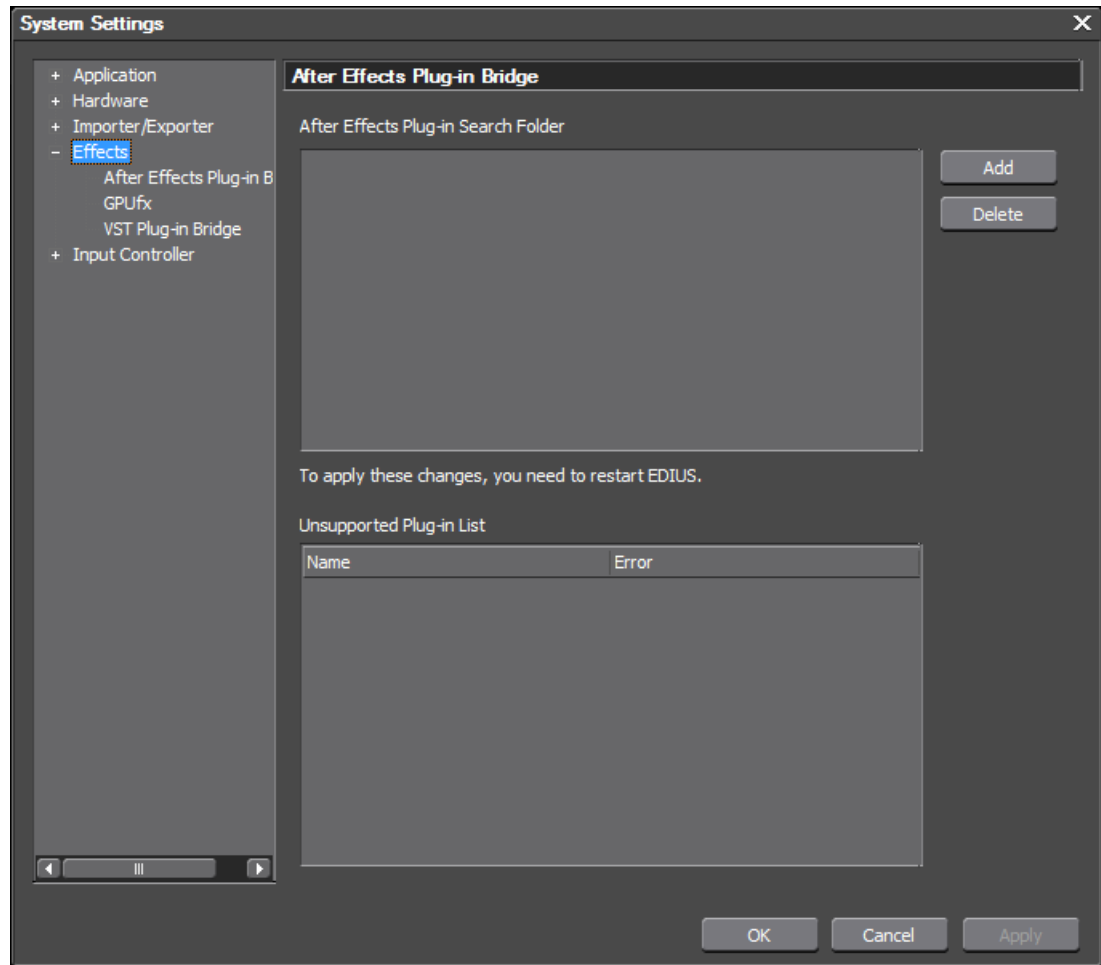 System Settings
Application
Hardware
Importer/Exporter
Effects
After Effects Plug-in B
GPUfx
VST Plug-in Bridge
Input Controller
After Effects Plug-in Bridge
After Effects Plug-in Search Folder
Add
Delete
To apply these changes, you need to restart EDIUS.
Unsupported Plug-in List
Name Error
OK Cancel Apply